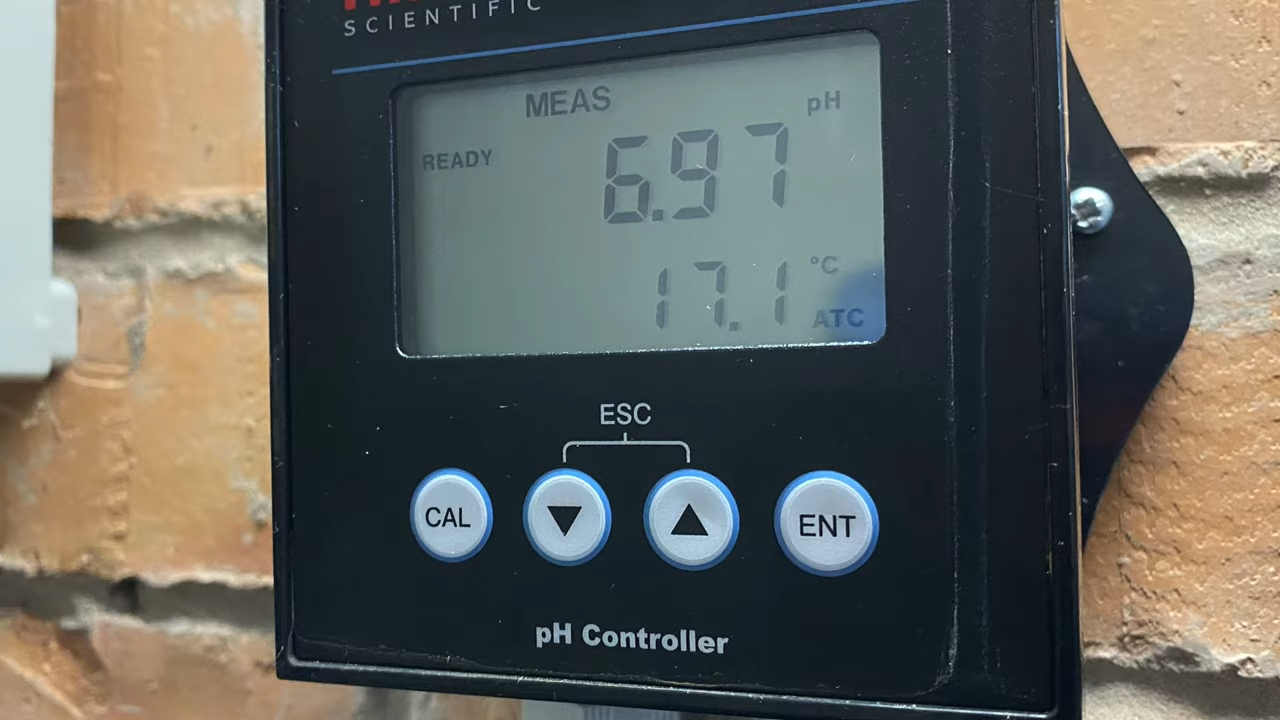 SCIENTIFIC
MEAS pH
READY 6.97
17.1 °C
ATC
ESC
CAL ▼ ▲ ENT
pH Controller